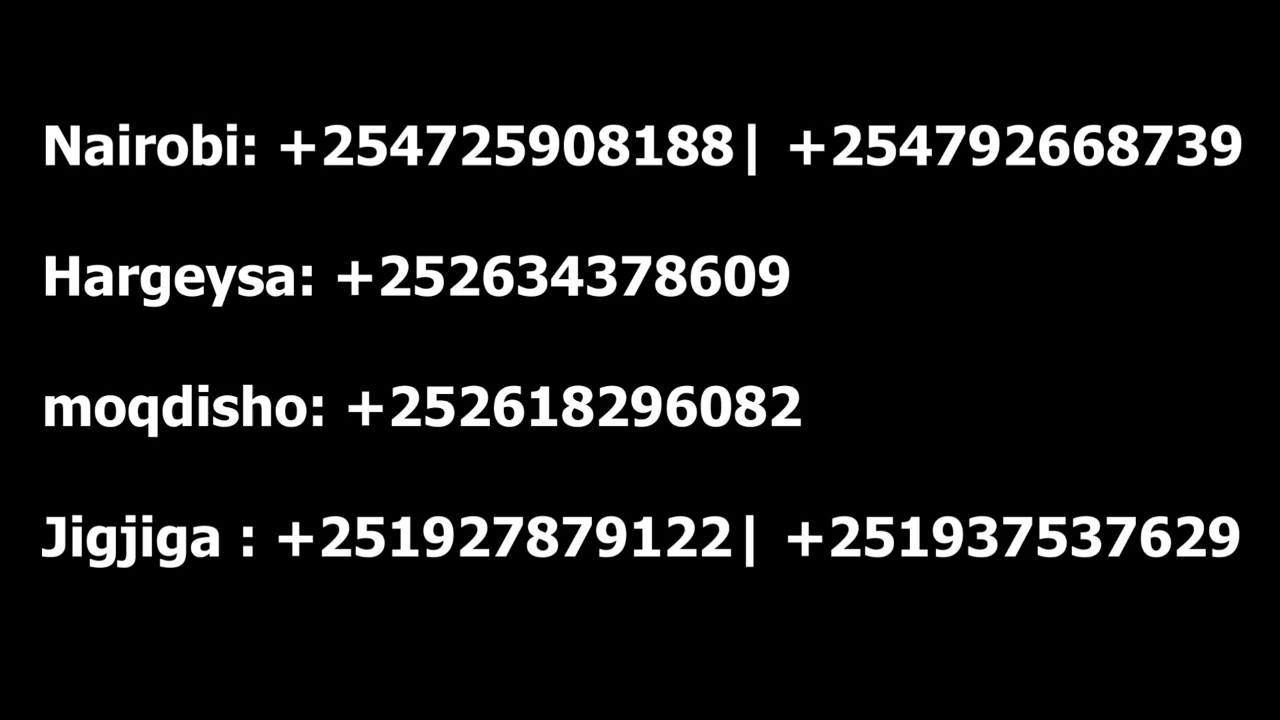 Nairobi: +254725908188| +254792668739
Hargeysa: +252634378609
moqdisho: +252618296082
Jigjiga : +251927879122| +251937537629